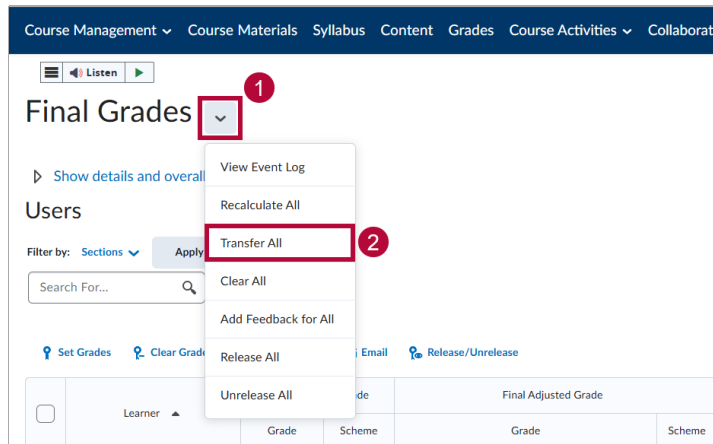 Course Management Course Materials Syllabus Content Grades Course Activities Collaborat
Listen
1
Final Grades
View Event Log
Show details and overall
Recalculate All
Users
Transfer All
2
Filter by: Sections Apply
Search For...
Clear All
Add Feedback for All
Set Grades Clear Grade Email Release/Unrelease
Release All
Unrelease All
de Final Adjusted Grade
Learner
Grade Scheme Grade Scheme